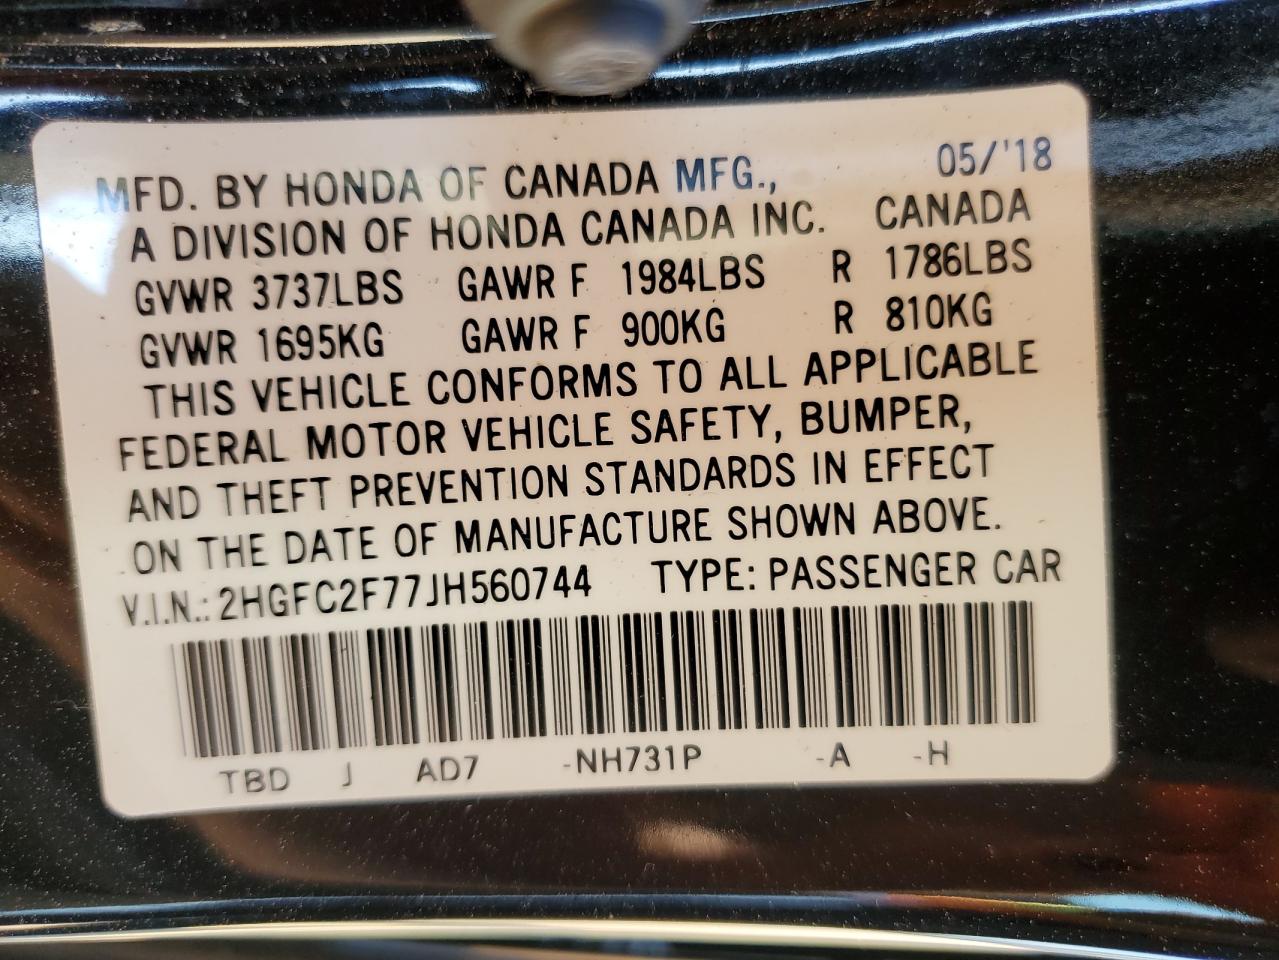 MFD. BY HONDA OF CANADA MFG., 05/'18
A DIVISION OF HONDA CANADA INC. CANADA
GVWR 3737LBS GAWR F 1984LBS R 1786LBS
GVWR 1695KG GAWR F 900KG R 810KG
THIS VEHICLE CONFORMS TO ALL APPLICABLE
FEDERAL MOTOR VEHICLE SAFETY, BUMPER,
AND THEFT PREVENTION STANDARDS IN EFFECT
ON THE DATE OF MANUFACTURE SHOWN ABOVE.
V.I.N.: 2HGFC2F77JH560744 TYPE: PASSENGER CAR
TBD J AD7 -NH731P -A -H